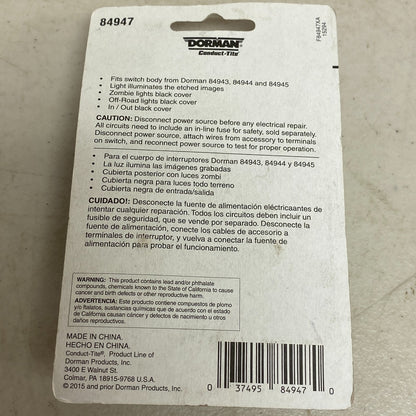 84947
DORMAN®
Conduct-Tite®
F84947XA
15Z94
• Fits switch body from Dorman 84943, 84944 and 84945
• Light illuminates the etched images
• Zombie lights black cover
• Off-Road lights black cover
• In / Out black cover
CAUTION: Disconnect power source before any electrical repair.
All circuits need to include an in-line fuse for safety, sold separately.
Disconnect power source, attach wires from accessory to terminals
on switch, and reconnect power source to test for proper operation.
• Para el cuerpo de interruptores Dorman 84943, 84944 y 84945
• La luz ilumina las imágenes grabadas
• Cubierta posterior con luces zombi
• Cubierta negra para luces todo terreno
• Cubierta negra de entrada/salida
CUIDADO!: Desconecte la fuente de alimentación eléctricaantes de
intentar cualquier reparación. Todos los circuitos deben incluir un
fusible de seguridad, que se vende por separado. Desconecte la
fuente de alimentación, conecte los cables de accesorio a
terminales de interruptor, y vuelva a conectar la fuente de
alimentación para probar el funcionamiento.
WARNING: This product contains lead and/or phthalate
compounds, chemicals known to the State of California to cause
cancer and birth defects or other reproductive harm.
ADVERTENCIA: Este producto contiene compuestos de plomo
y/o ftalatos, sustancias químicas que de acuerdo con el estado
de California causan cáncer y defectos de nacimiento u otros
daños reproductivos.
MADE IN CHINA.
HECHO EN CHINA.
Conduct-Tite®, Product Line of
Dorman Products, Inc.
3400 E Walnut St.
Colmar, PA 18915-9768 U.S.A.
© 2015 and prior Dorman Products, Inc.
0 37495 84947 0